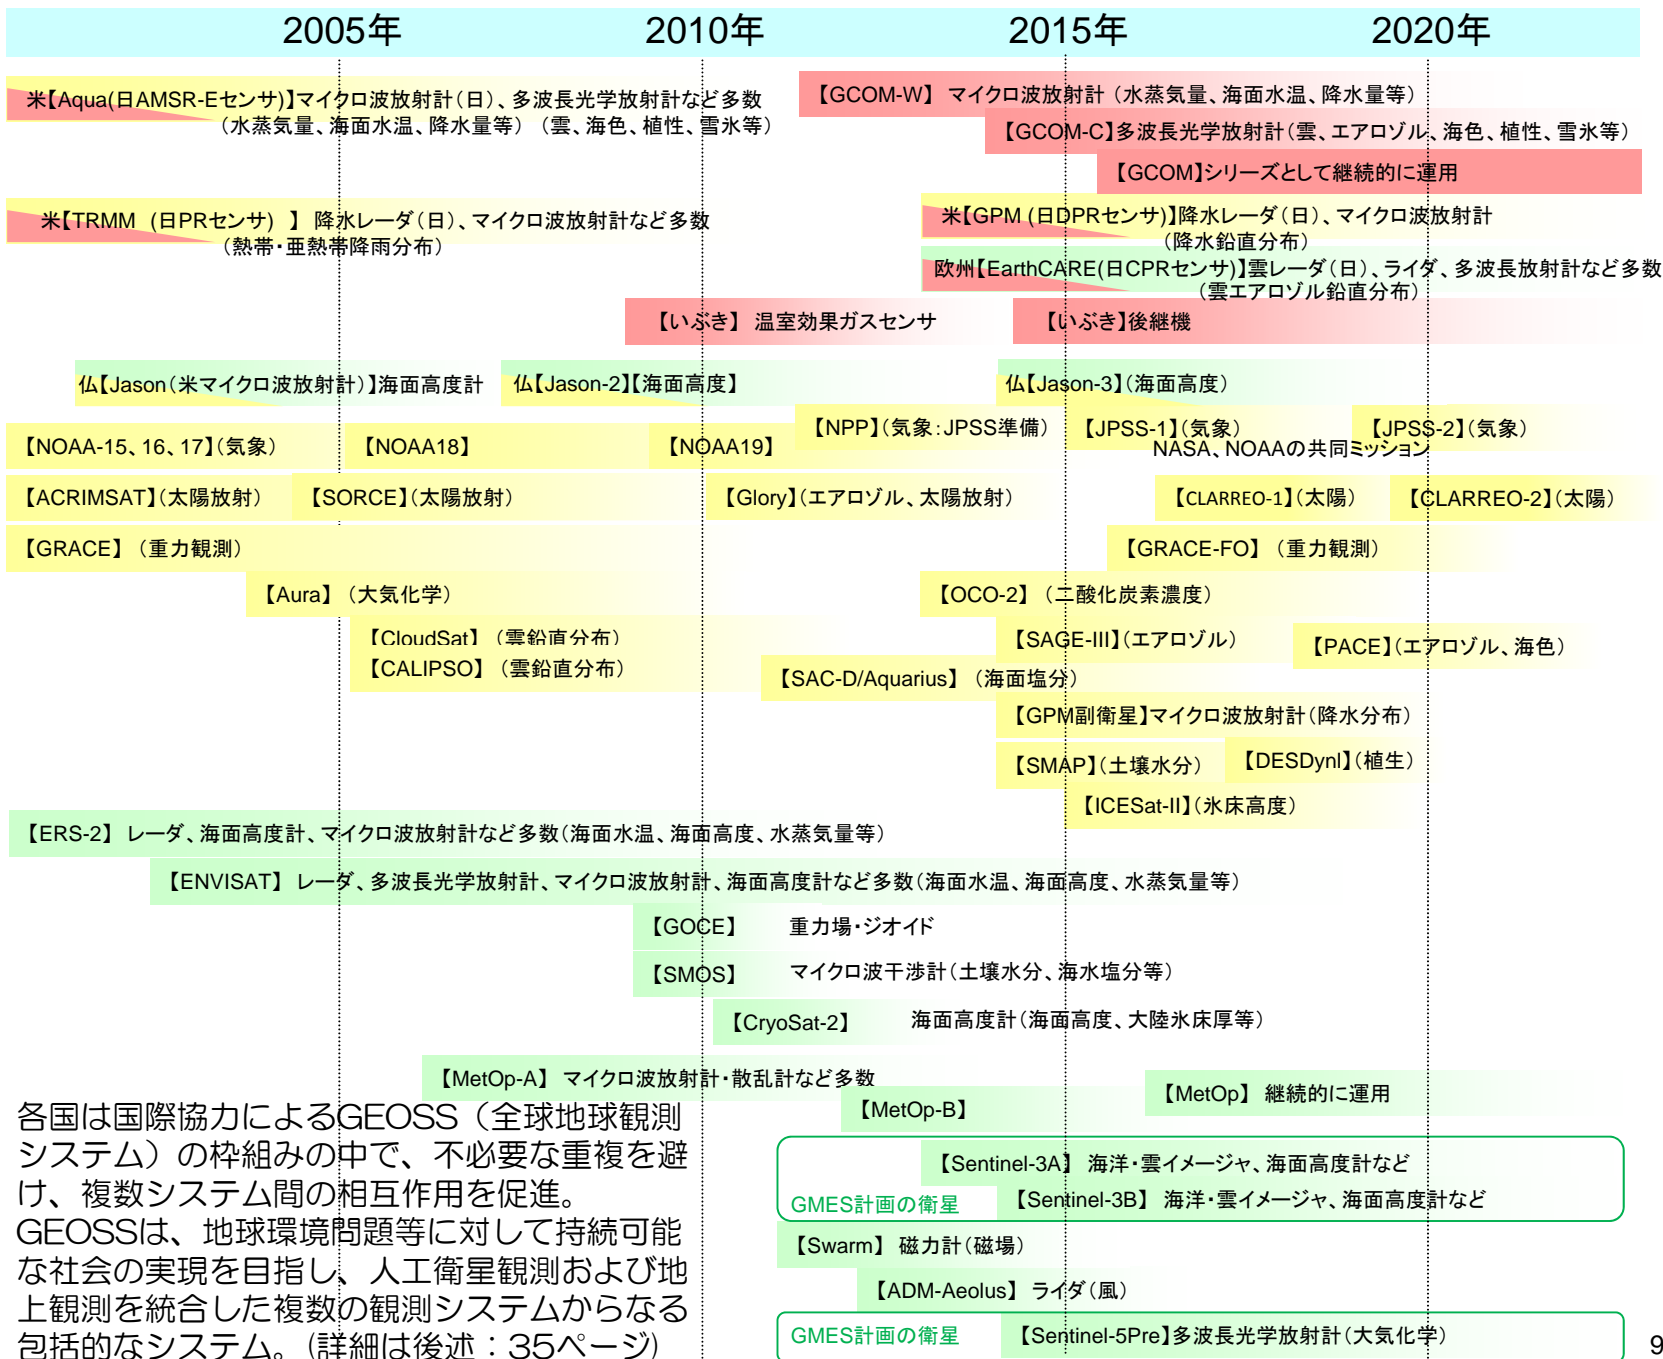 2005年 2010年 2015年 2020年
米【Aqua(日AMSR-Eセンサ)】マイクロ波放射計(日)、多波長光学放射計など多数
(水蒸気量、海面水温、降水量等)(雲、海色、植性、雪氷等)
【GCOM-W】 マイクロ波放射計 (水蒸気量、海面水温、降水量等)
【GCOM-C】多波長光学放射計(雲、エアロゾル、海色、植性、雪氷等)
【GCOM】シリーズとして継続的に運用
米【TRMM (日PRセンサ) 】 降水レーダ(日)、マイクロ波放射計など多数
(熱帯・亜熱帯降雨分布)
米【GPM (日DPRセンサ)】降水レーダ(日)、マイクロ波放射計
(降水鉛直分布)
欧州【EarthCARE(日CPRセンサ)】雲レーダ(日)、ライダ、多波長放射計など多数
(雲エアロゾル鉛直分布)
【いぶき】 温室効果ガスセンサ
【いぶき】後継機
仏【Jason(米マイクロ波放射計)】海面高度計
仏【Jason-2】【海面高度】
仏【Jason-3】(海面高度)
【NOAA-15、16、17】(気象)
【NOAA18】
【NOAA19】
【NPP】(気象:JPSS準備)
【JPSS-1】(気象)
【JPSS-2】(気象)
NASA、NOAAの共同ミッション
【ACRIMSAT】(太陽放射)
【SORCE】(太陽放射)
【Glory】(エアロゾル、太陽放射)
【CLARREO-1】(太陽)
【CLARREO-2】(太陽)
【GRACE】 (重力観測)
【GRACE-FO】 (重力観測)
【Aura】 (大気化学)
【OCO-2】 (二酸化炭素濃度)
【CloudSat】 (雲鉛直分布)
【SAGE-III】(エアロゾル)
【PACE】(エアロゾル、海色)
【CALIPSO】 (雲鉛直分布)
【SAC-D/Aquarius】 (海面塩分)
【GPM副衛星】マイクロ波放射計(降水分布)
【SMAP】(土壌水分)
【DESDynl】(植生)
【ICESat-II】(氷床高度)
【ERS-2】 レーダ、海面高度計、マイクロ波放射計など多数(海面水温、海面高度、水蒸気量等)
【ENVISAT】 レーダ、多波長光学放射計、マイクロ波放射計、海面高度計など多数(海面水温、海面高度、水蒸気量等)
【GOCE】 重力場・ジオイド
【SMOS】 マイクロ波干渉計(土壌水分、海水塩分等)
【CryoSat-2】 海面高度計(海面高度、大陸氷床厚等)
【MetOp-A】 マイクロ波放射計・散乱計など多数
【MetOp-B】
【MetOp】 継続的に運用
【Sentinel-3A】 海洋・雲イメージャ、海面高度計など
GMES計画の衛星
【Sentinel-3B】 海洋・雲イメージャ、海面高度計など
【Swarm】 磁力計(磁場)
【ADM-Aeolus】 ライダ(風)
GMES計画の衛星
【Sentinel-5Pre】多波長光学放射計(大気化学)
各国は国際協力によるGEOSS(全球地球観測
システム)の枠組みの中で、不必要な重複を避
け、複数システム間の相互作用を促進。
GEOSSは、地球環境問題等に対して持続可能
な社会の実現を目指し、人工衛星観測および地
上観測を統合した複数の観測システムからなる
包括的なシステム。(詳細は後述:35ページ)
9